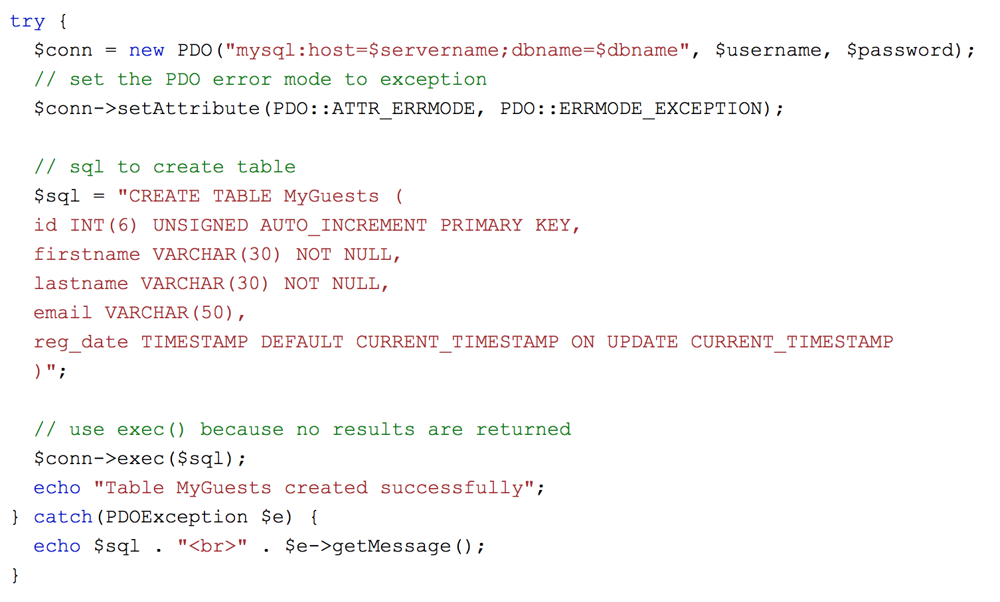 try {
  $conn = new PDO("mysql:host=$servername;dbname=$dbname", $username, $password);
  // set the PDO error mode to exception
  $conn->setAttribute(PDO::ATTR_ERRMODE, PDO::ERRMODE_EXCEPTION);

  // sql to create table
  $sql = "CREATE TABLE MyGuests (
  id INT(6) UNSIGNED AUTO_INCREMENT PRIMARY KEY,
  firstname VARCHAR(30) NOT NULL,
  lastname VARCHAR(30) NOT NULL,
  email VARCHAR(50),
  reg_date TIMESTAMP DEFAULT CURRENT_TIMESTAMP ON UPDATE CURRENT_TIMESTAMP
  )";

  // use exec() because no results are returned
  $conn->exec($sql);
  echo "Table MyGuests created successfully";
} catch(PDOException $e) {
  echo $sql . "<br>" . $e->getMessage();
}